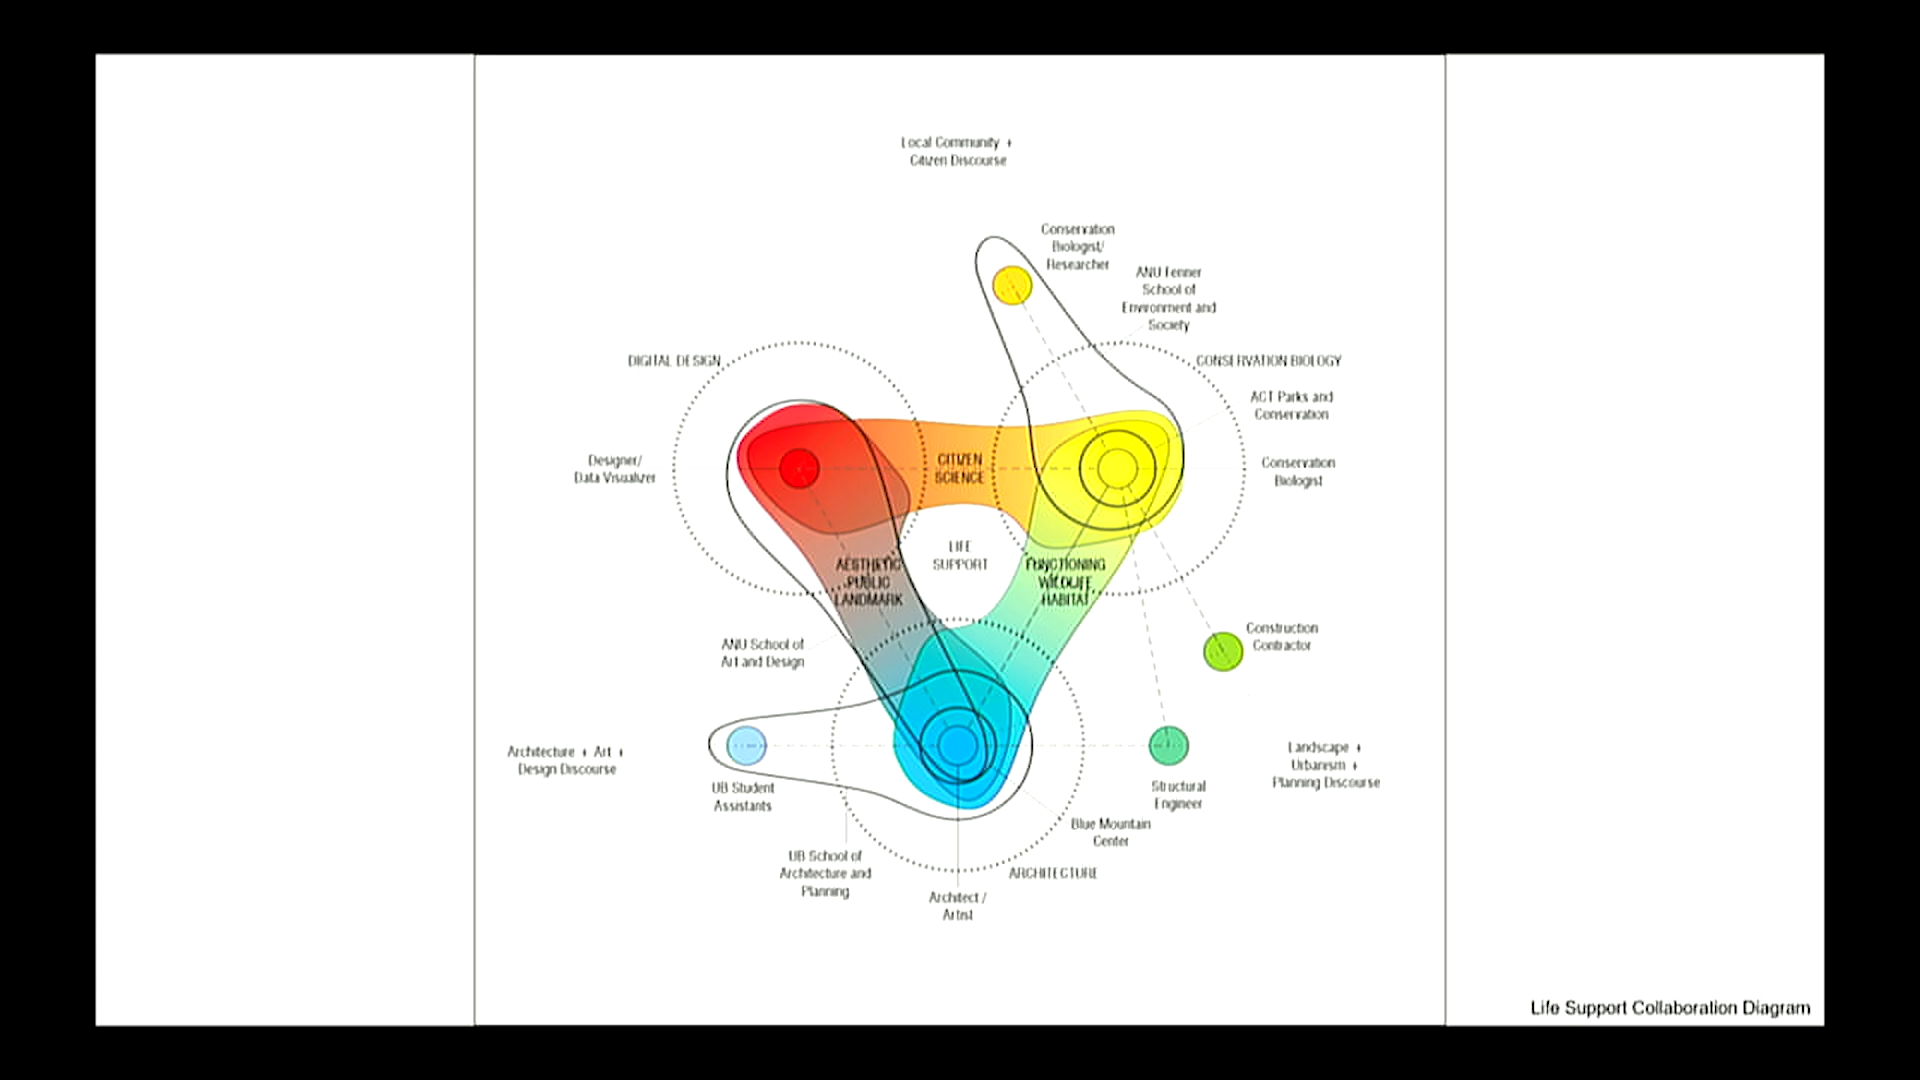 Local Community +
Citizen Discourse
Conservation
Biologist/
Researcher
ANU Fenner
School of
Environment and
Society
DIGITAL DESIGN
CONSERVATION BIOLOGY
ACT Parks and
Conservation
Designer/
Data Visualizer
CITIZEN
SCIENCE
Conservation
Biologist
LIFE
SUPPORT
AESTHETIC
PUBLIC
LANDMARK
FUNCTIONING
WILDLIFE
HABITAT
ANU School of
Art and Design
Construction
Contractor
Architecture + Art +
Design Discourse
UB Student
Assistants
Structural
Engineer
Landscape +
Urbanism +
Planning Discourse
Blue Mountain
Center
UB School of
Architecture and
Planning
ARCHITECTURE
Architect /
Artist
Life Support Collaboration Diagram